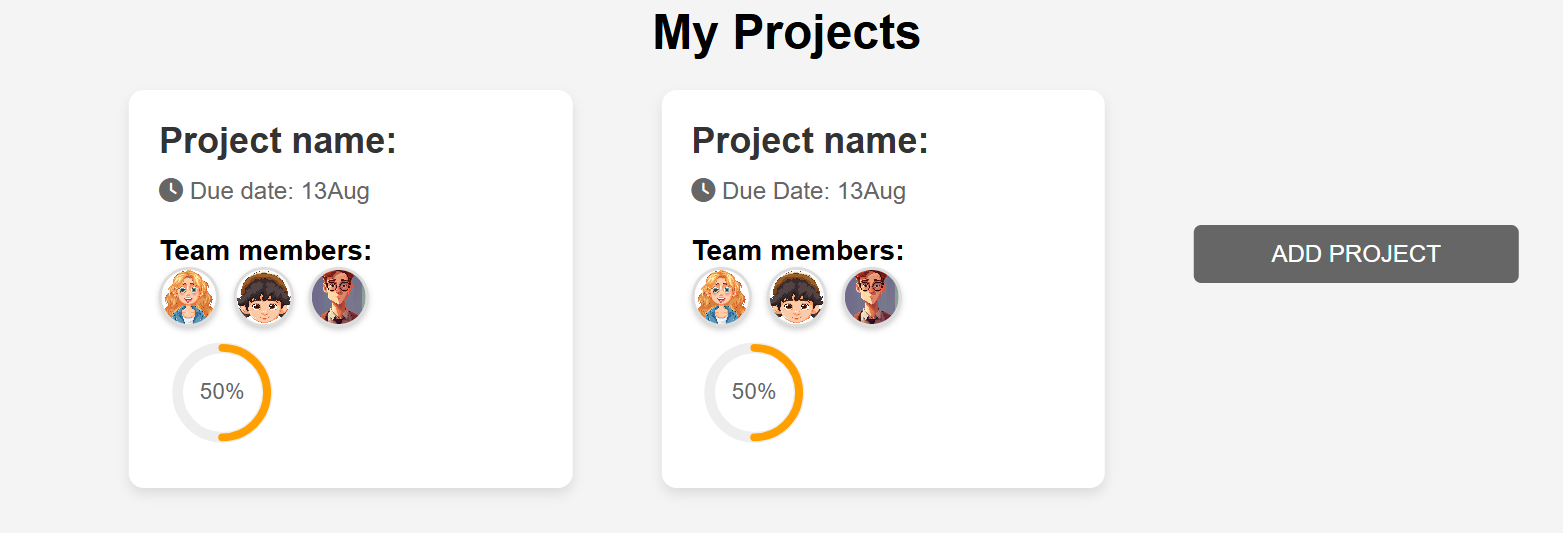 My Projects
Project name:
Due date: 13Aug
Team members:
50%
Project name:
Due Date: 13Aug
Team members:
50%
ADD PROJECT